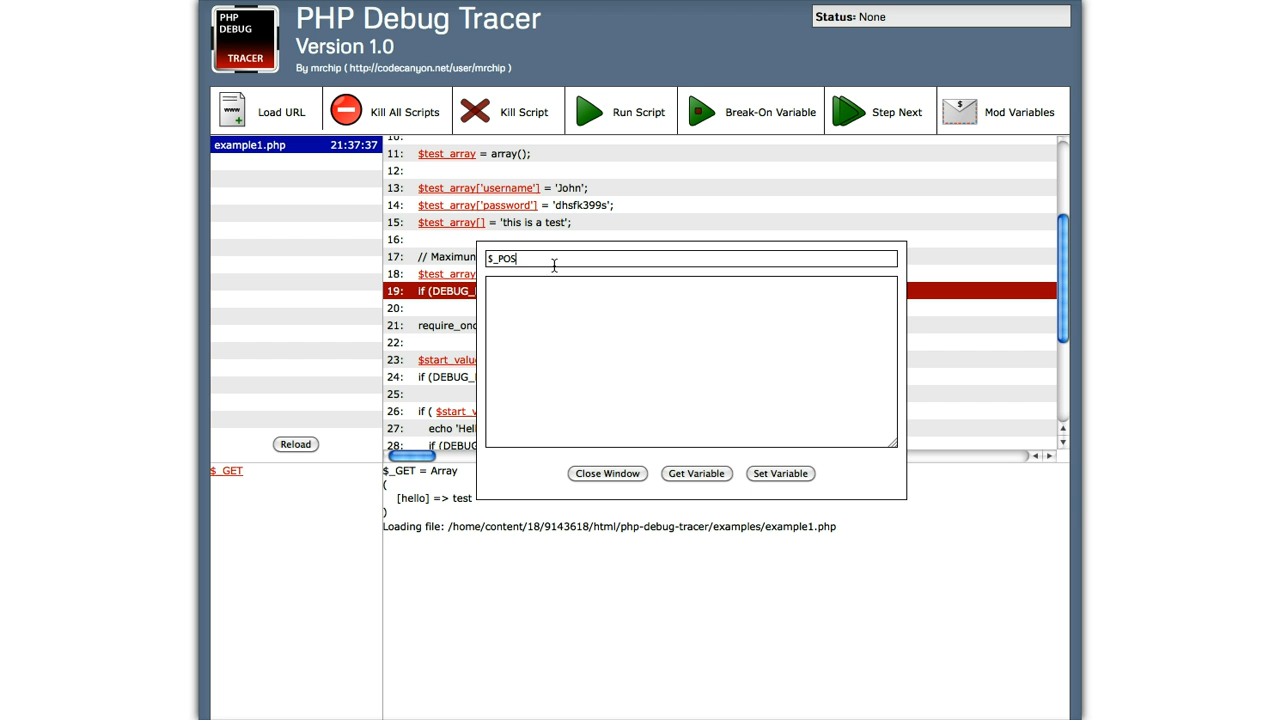 PHP
DEBUG
TRACER
PHP Debug Tracer
Version 1.0
By mrchip ( http://codecanyon.net/user/mrchip )
Status: None
www
Load URL
Kill All Scripts
Kill Script
Run Script
Break-On Variable
Step Next
$
Mod Variables
example1.php 21:37:37
10:
11: $test_array = array();
12:
13: $test_array['username'] = 'John';
14: $test_array['password'] = 'dhsfk399s';
15: $test_array[] = 'this is a test';
16:
17: // Maximun
18: $test_array
19: if (DEBUG_
20:
21: require_onc
22:
23: $start_valu
24: if (DEBUG_
25:
26: if ( $start_v
27: echo 'Hell
28: if (DEBUG
$_POS
Close Window
Get Variable
Set Variable
Reload
$_GET
$_GET = Array
(
[hello] => test
)
Loading file: /home/content/18/9143618/html/php-debug-tracer/examples/example1.php